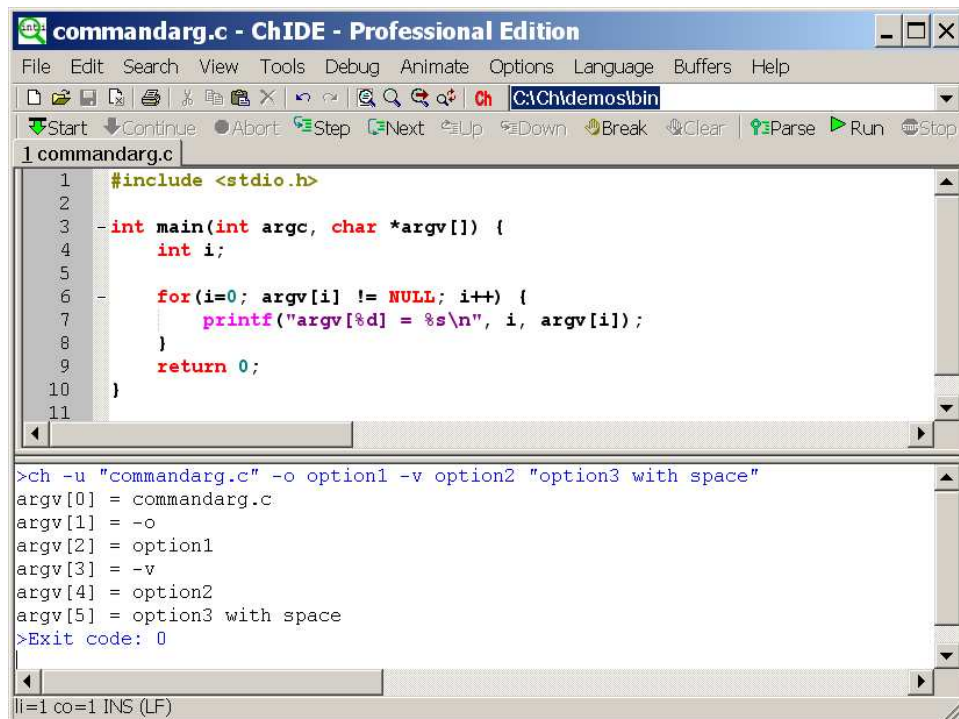 commandarg.c - ChIDE - Professional Edition
File Edit Search View Tools Debug Animate Options Language Buffers Help
Ch C:\Ch\demos\bin
Start Continue Abort Step Next Up Down Break Clear Parse Run Stop
1 commandarg.c
1 #include <stdio.h>
2
3 int main(int argc, char *argv[]) {
4 int i;
5
6 for(i=0; argv[i] != NULL; i++) {
7 printf("argv[%d] = %s\n", i, argv[i]);
8 }
9 return 0;
10 }
11
>ch -u "commandarg.c" -o option1 -v option2 "option3 with space"
argv[0] = commandarg.c
argv[1] = -o
argv[2] = option1
argv[3] = -v
argv[4] = option2
argv[5] = option3 with space
>Exit code: 0
li=1 co=1 INS (LF)